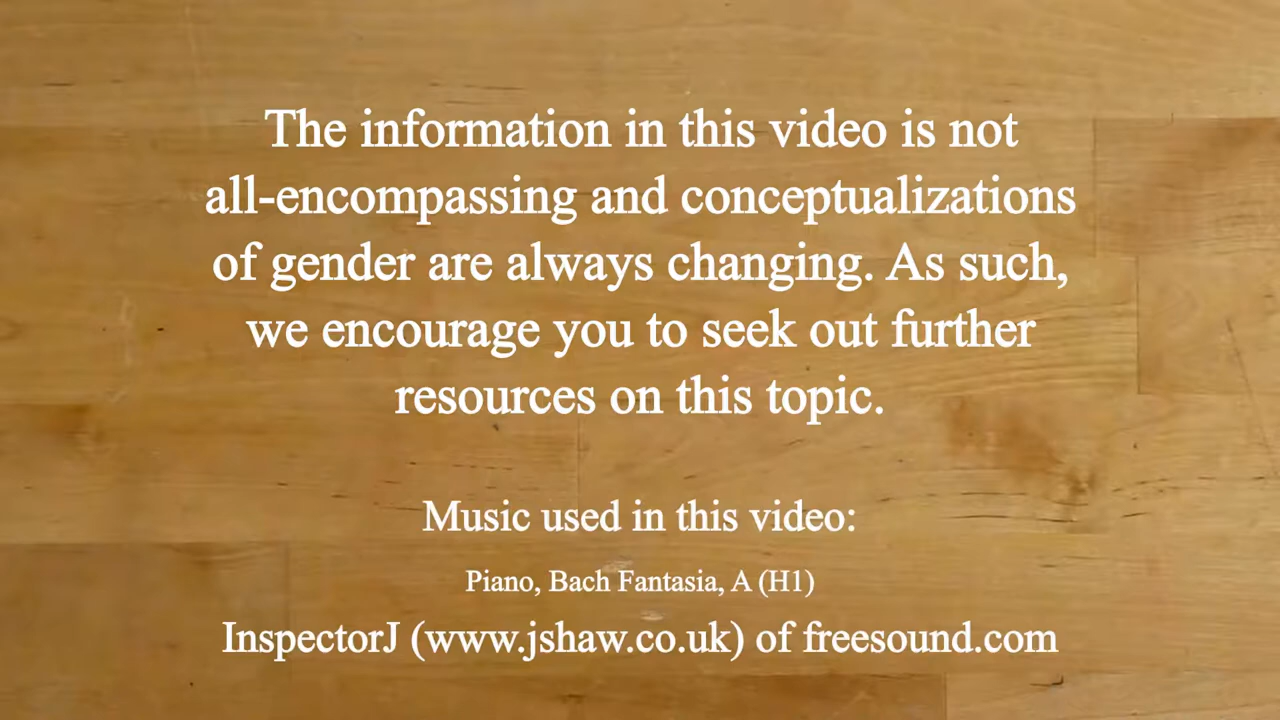 The information in this video is not
all-encompassing and conceptualizations
of gender are always changing. As such,
we encourage you to seek out further
resources on this topic.
Music used in this video:
Piano, Bach Fantasia, A (H1)
InspectorJ (www.jshaw.co.uk) of freesound.com